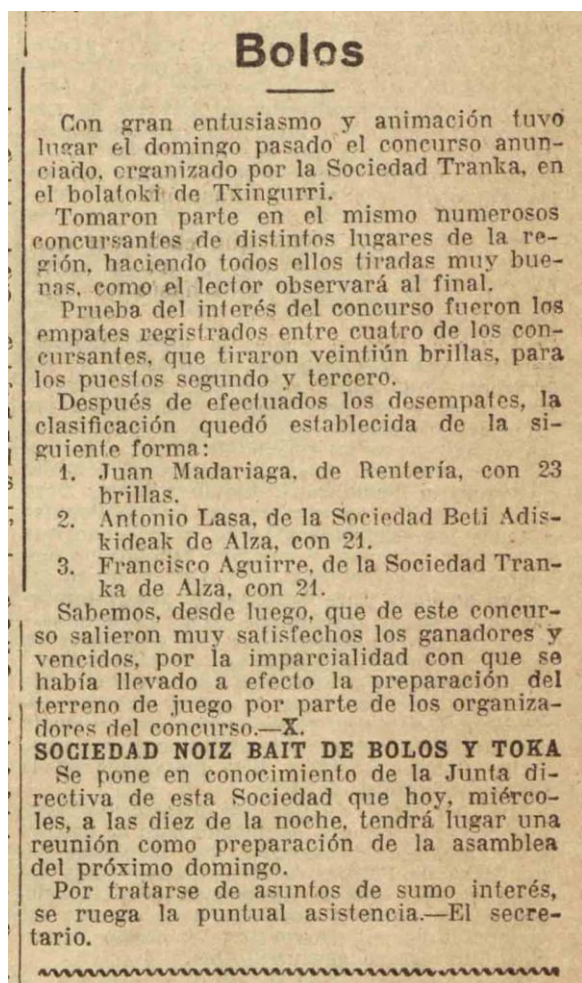 Bolos
Con gran entusiasmo y animación tuvo
lugar el domingo pasado el concurso anun-
ciado, organizado por la Sociedad Tranka, en
el bolatoki de Txingurri.
Tomaron parte en el mismo numerosos
concursantes de distintos lugares de la re-
gión, haciendo todos ellos tiradas muy bue-
nas, como el lector observará al final.
Prueba del interés del concurso fueron los
empates registrados entre cuatro de los con-
cursantes, que tiraron veintiún brillas, para
los puestos segundo y tercero.
Después de efectuados los desempates, la
clasificación quedó establecida de la si-
guiente forma:
1. Juan Madariaga, de Rentería, con 23
brillas.
2. Antonio Lasa, de la Sociedad Beti Adis-
kideak de Alza, con 21.
3. Francisco Aguirre, de la Sociedad Tran-
ka de Alza, con 21.
Sabemos, desde luego, que de este concur-
so salieron muy satisfechos los ganadores y
vencidos, por la imparcialidad con que se
había llevado a efecto la preparación del
terreno de juego por parte de los organiza-
dores del concurso.—X.
SOCIEDAD NOIZ BAIT DE BOLOS Y TOKA
Se pone en conocimiento de la Junta di-
rectiva de esta Sociedad que hoy, miérco-
les, a las diez de la noche, tendrá lugar una
reunión como preparación de la asamblea
del próximo domingo.
Por tratarse de asuntos de sumo interés,
se ruega la puntual asistencia.—El secre-
tario.